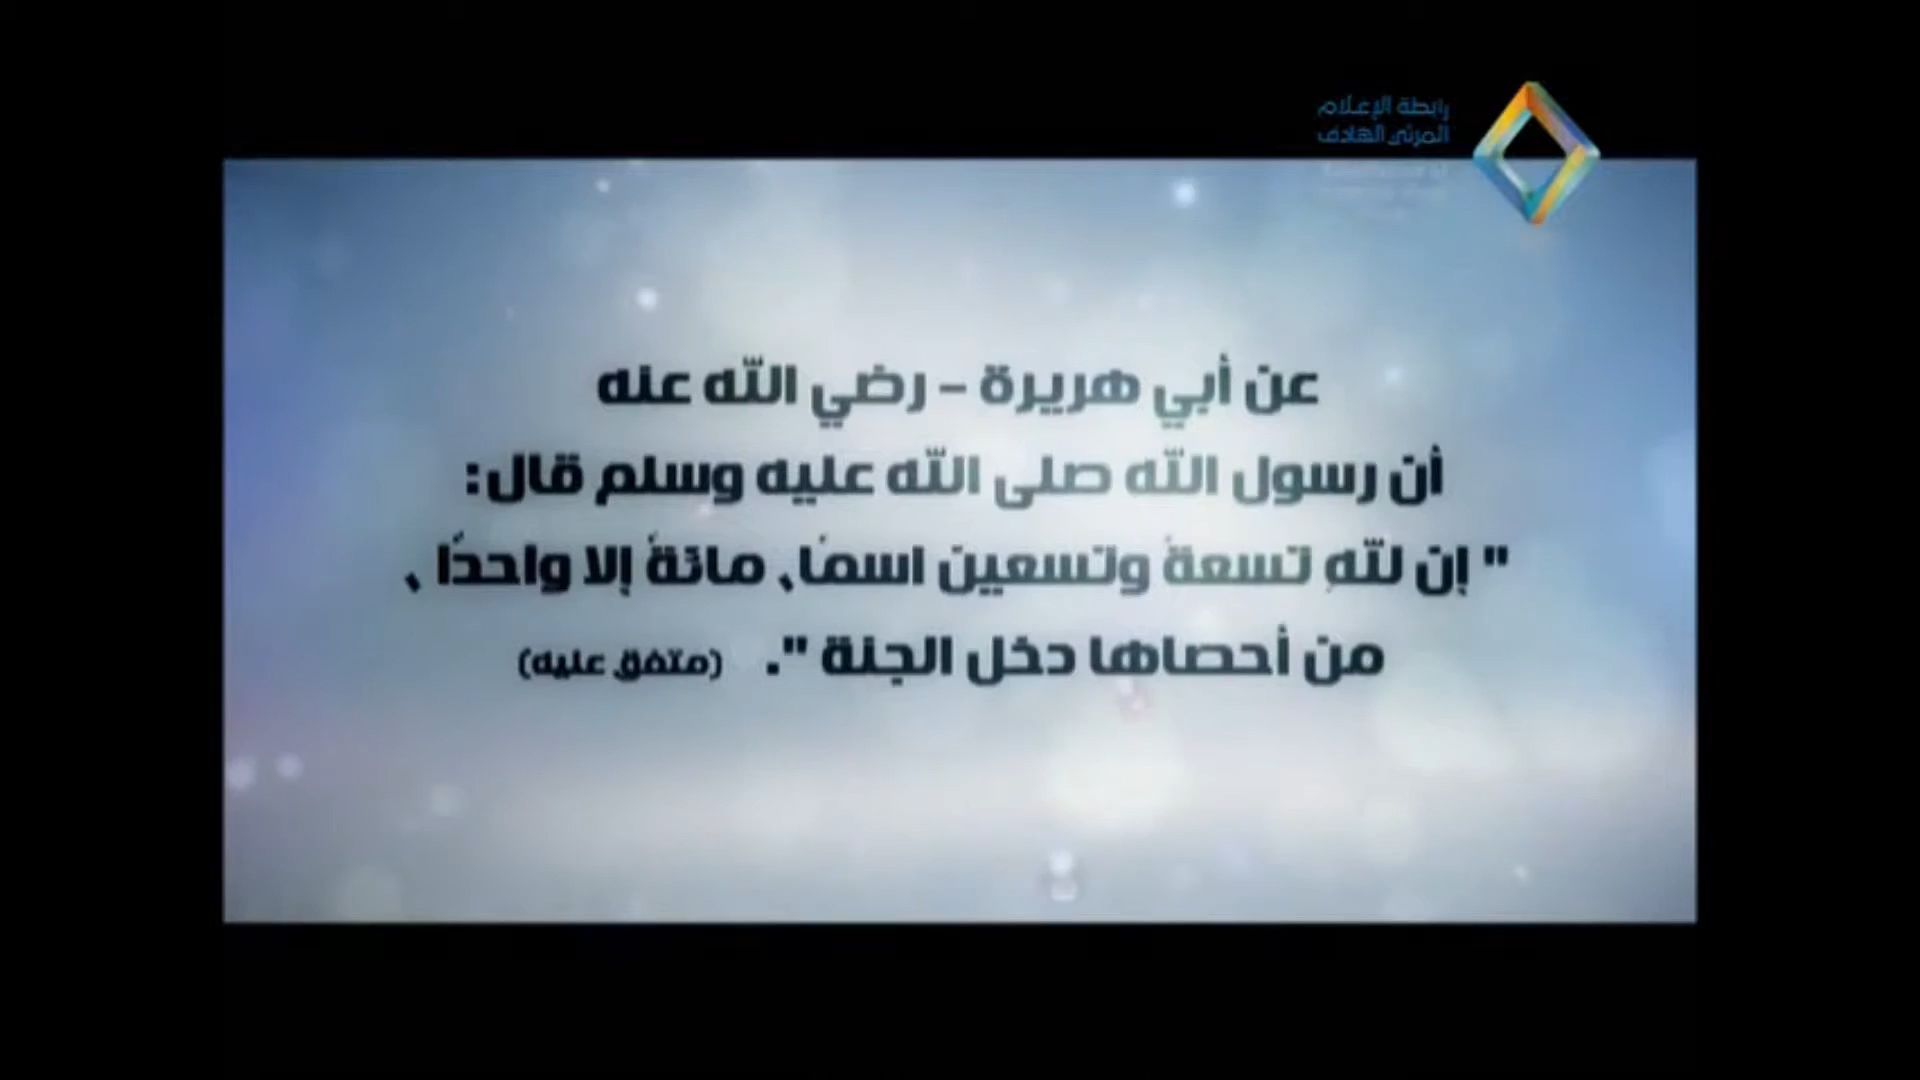 رابطة الإعلام
المرئي الهادف
عن أبي هريرة – رضي الله عنه
أن رسول الله صلى الله عليه وسلم قال:
" إن للهِ تسعةً وتسعين اسمًا، مائةً إلا واحدًا ،
من أحصاها دخل الجنة ". (متفق عليه)